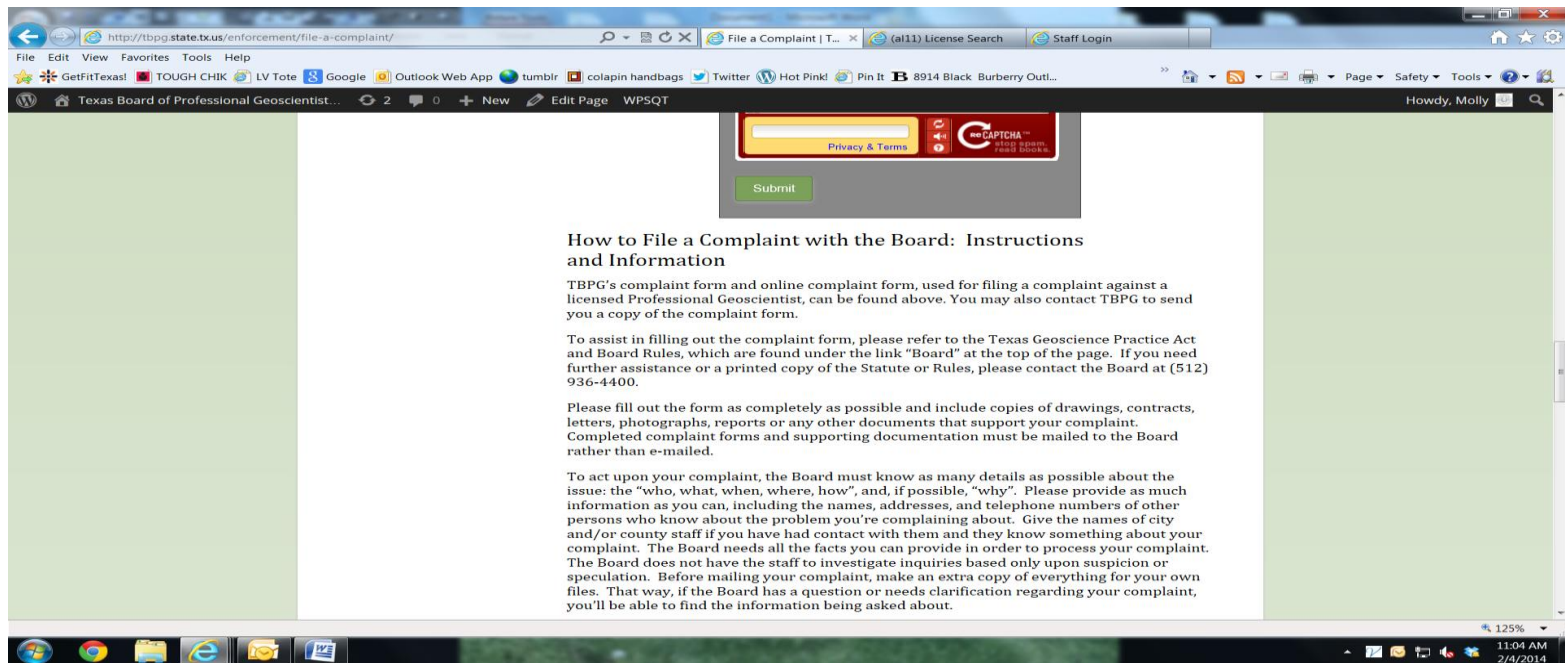 http://tbpg.state.tx.us/enforcement/file-a-complaint/
File a Complaint | T...
(al11) License Search
Staff Login
File Edit View Favorites Tools Help
GetFitTexas! TOUGH CHIK LV Tote Google Outlook Web App tumblr colapin handbags Twitter Hot Pink! Pin It 8914 Black Burberry Outl... Page Safety Tools
Texas Board of Professional Geoscientist... 2 0 New Edit Page WPSQT Howdy, Molly
Privacy & Terms
reCAPTCHA™
stop spam.
read books.
Submit
How to File a Complaint with the Board: Instructions
and Information
TBPG's complaint form and online complaint form, used for filing a complaint against a
licensed Professional Geoscientist, can be found above. You may also contact TBPG to send
you a copy of the complaint form.
To assist in filling out the complaint form, please refer to the Texas Geoscience Practice Act
and Board Rules, which are found under the link “Board” at the top of the page. If you need
further assistance or a printed copy of the Statute or Rules, please contact the Board at (512)
936-4400.
Please fill out the form as completely as possible and include copies of drawings, contracts,
letters, photographs, reports or any other documents that support your complaint.
Completed complaint forms and supporting documentation must be mailed to the Board
rather than e-mailed.
To act upon your complaint, the Board must know as many details as possible about the
issue: the “who, what, when, where, how”, and, if possible, “why”. Please provide as much
information as you can, including the names, addresses, and telephone numbers of other
persons who know about the problem you're complaining about. Give the names of city
and/or county staff if you have had contact with them and they know something about your
complaint. The Board needs all the facts you can provide in order to process your complaint.
The Board does not have the staff to investigate inquiries based only upon suspicion or
speculation. Before mailing your complaint, make an extra copy of everything for your own
files. That way, if the Board has a question or needs clarification regarding your complaint,
you'll be able to find the information being asked about.
125%
11:04 AM
2/4/2014